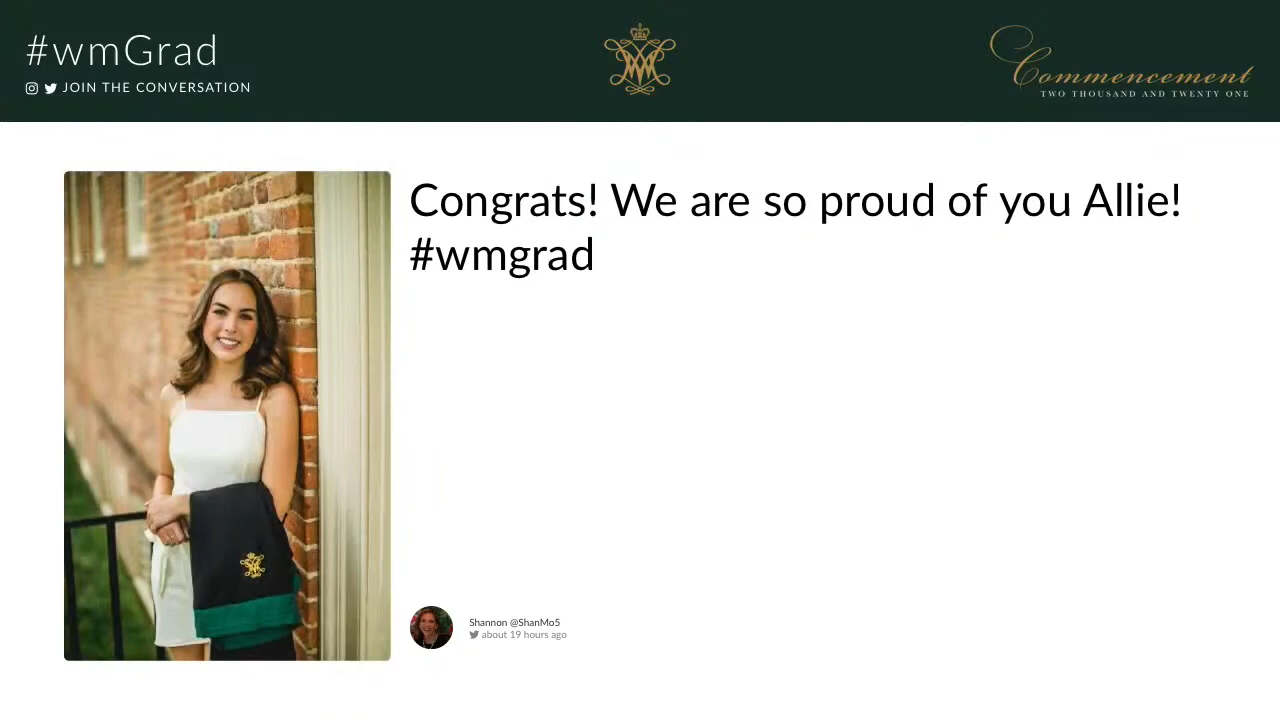 #wmGrad
JOIN THE CONVERSATION
Commencement
TWO THOUSAND AND TWENTY ONE
Congrats! We are so proud of you Allie!
#wmgrad
Shannon @ShanMo5
about 19 hours ago